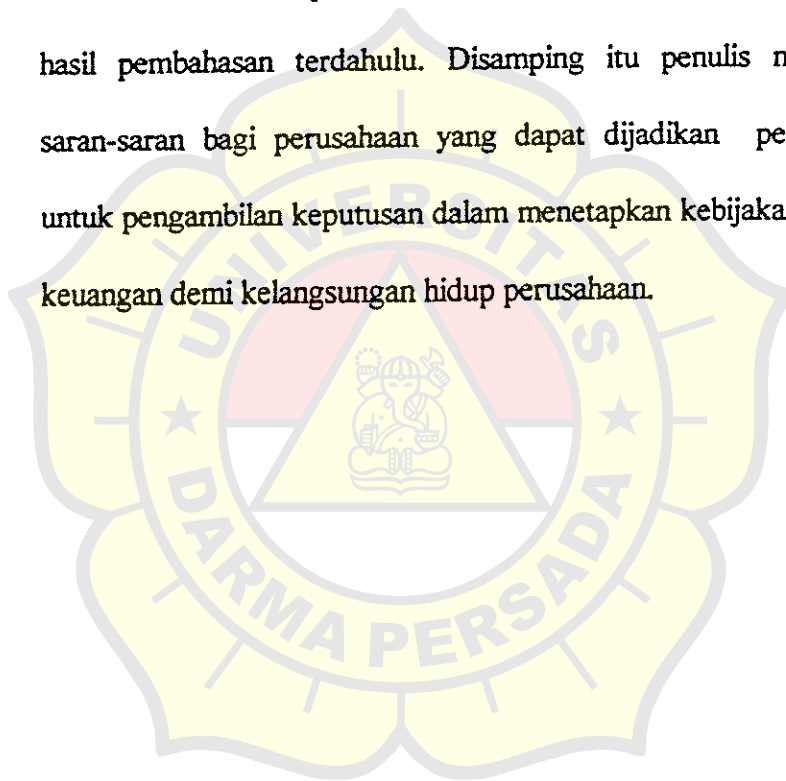 hasil pembahasan terdahulu. Disamping itu penulis
saran-saran bagi perusahaan yang dapat dijadikan
untuk pengambilan keputusan dalam menetapkan
keuangan demi kelangsungan hidup perusahaan.
UNIVERSITAS
DARMA PERSADA